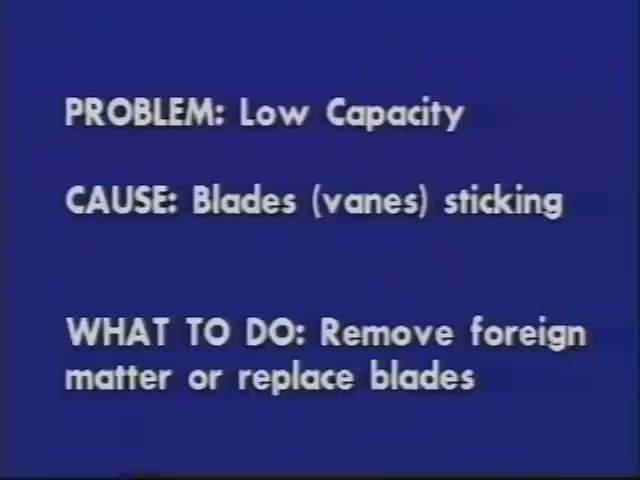 PROBLEM: Low Capacity
CAUSE: Blades (vanes) sticking
WHAT TO DO: Remove foreign
matter or replace blades